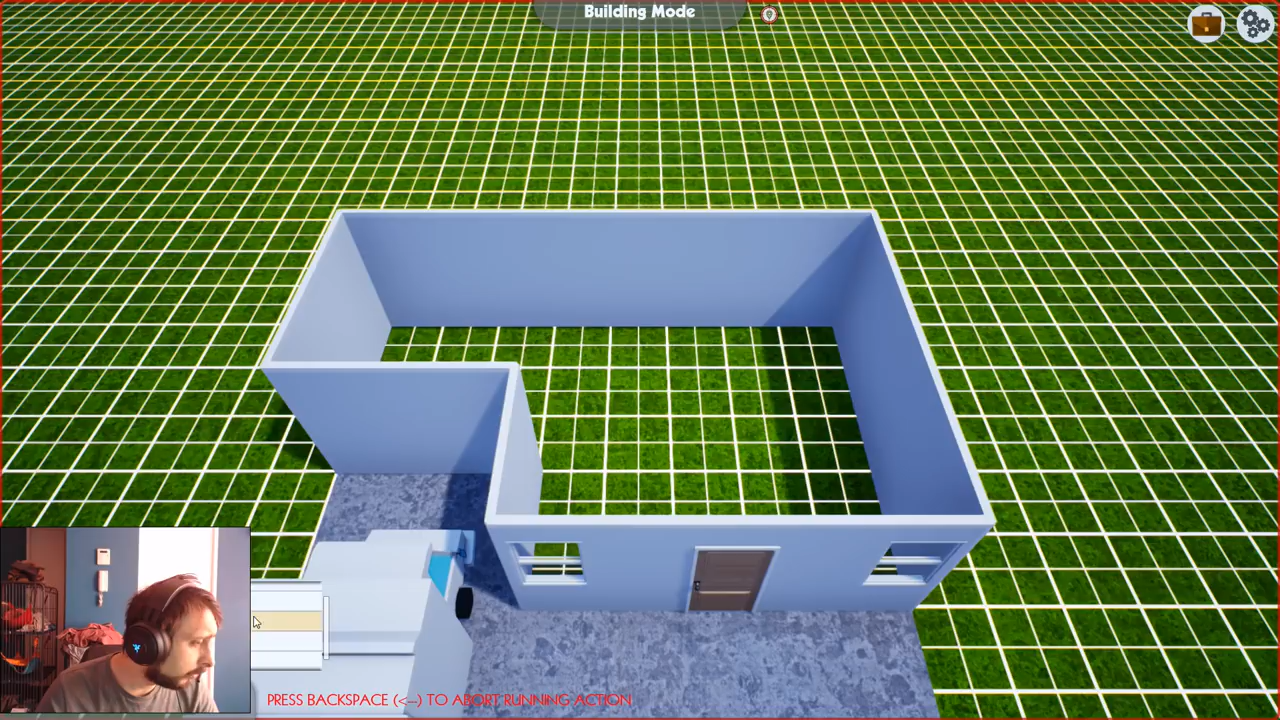 Building Mode
PRESS BACKSPACE (<--) TO ABORT RUNNING ACTION